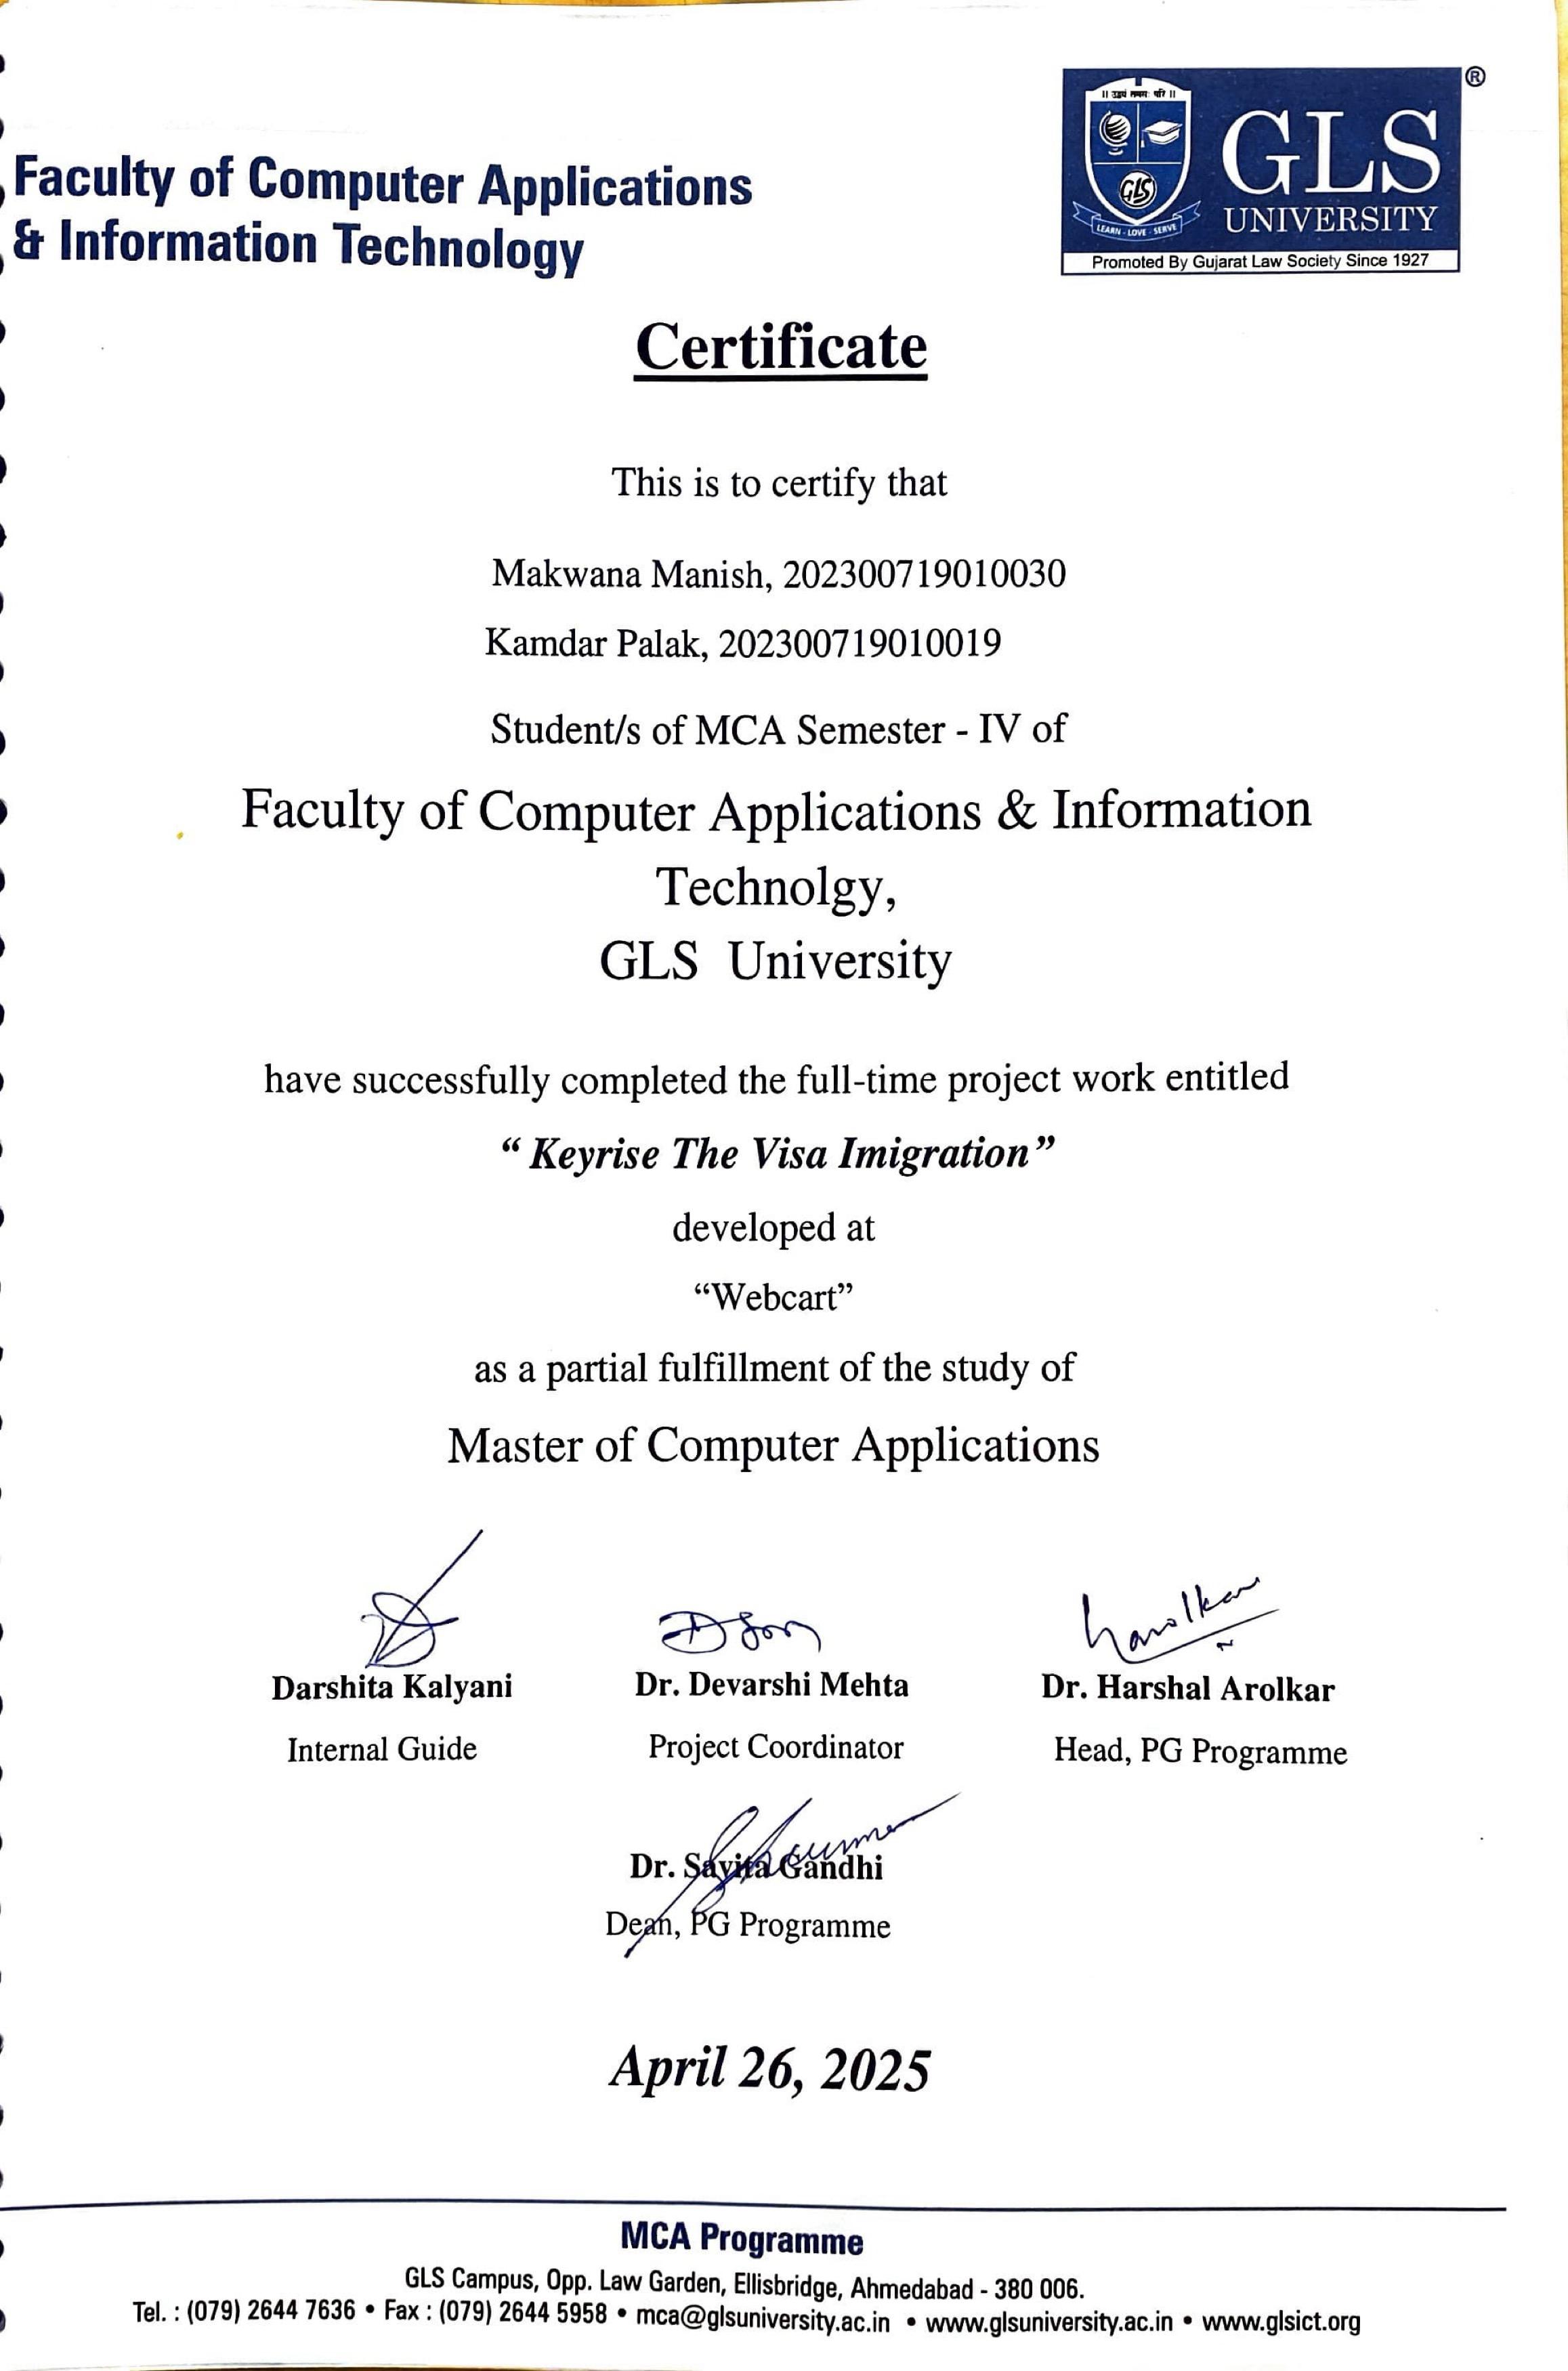 Faculty of Computer Applications
& Information Technology
GLS
®
UNIVERSITY
LEARN - LOVE - SERVE
Promoted By Gujarat Law Society Since 1927
Certificate
This is to certify that
Makwana Manish, 202300719010030
Kamdar Palak, 202300719010019
Student/s of MCA Semester - IV of
Faculty of Computer Applications & Information
Technolgy,
GLS University
have successfully completed the full-time project work entitled
“ Keyrise The Visa Imigration”
developed at
“Webcart”
as a partial fulfillment of the study of
Master of Computer Applications
Darshita Kalyani Dr. Devarshi Mehta Dr. Harshal Arolkar
Internal Guide Project Coordinator Head, PG Programme
Dr. Savita Gandhi
Dean, PG Programme
April 26, 2025
MCA Programme
GLS Campus, Opp. Law Garden, Ellisbridge, Ahmedabad - 380 006.
Tel. : (079) 2644 7636 • Fax : (079) 2644 5958 • mca@glsuniversity.ac.in • www.glsuniversity.ac.in • www.glsict.org